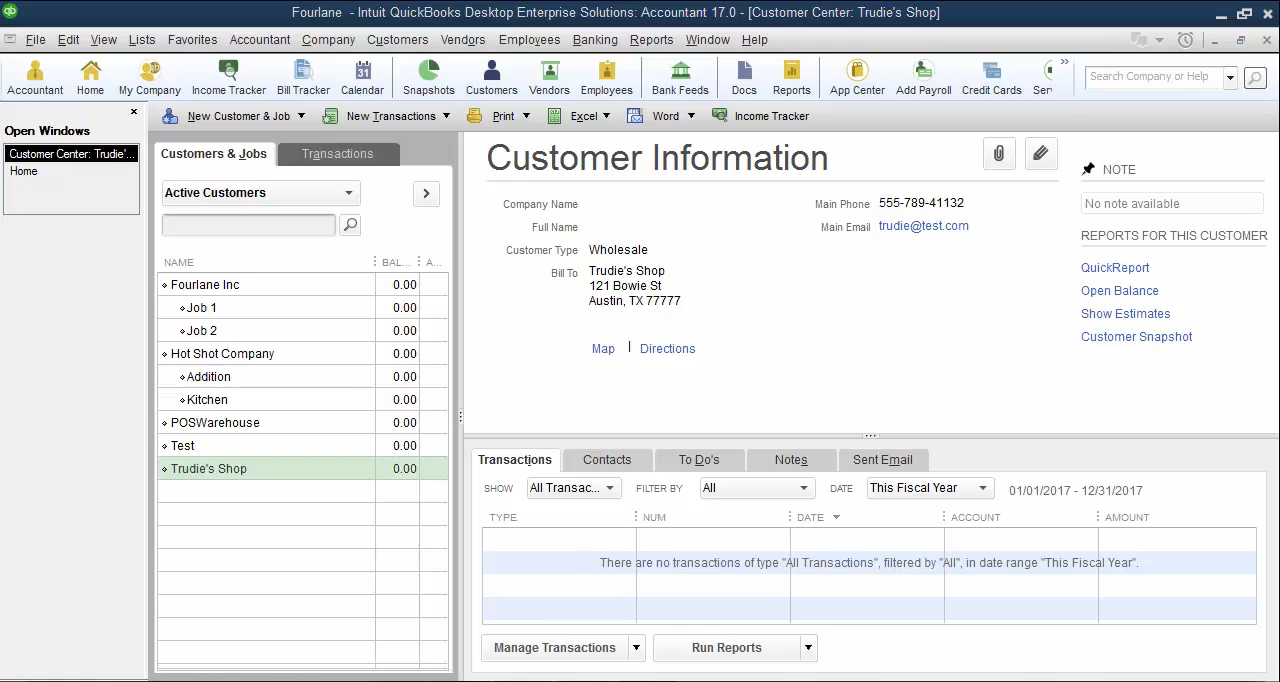 Fourlane - Intuit QuickBooks Desktop Enterprise Solutions: Accountant 17.0 - [Customer Center: Trudie's Shop]
File Edit View Lists Favorites Accountant Company Customers Vendors Employees Banking Reports Window Help
Accountant Home My Company Income Tracker Bill Tracker Calendar Snapshots Customers Vendors Employees Bank Feeds Docs Reports App Center Add Payroll Credit Cards Ser
Search Company or Help
Open Windows
Customer Center: Trudie'...
Home
New Customer & Job New Transactions Print Excel Word Income Tracker
Customers & Jobs Transactions
Active Customers
NAME BAL... A...
Fourlane Inc 0.00
Job 1 0.00
Job 2 0.00
Hot Shot Company 0.00
Addition 0.00
Kitchen 0.00
POSWarehouse 0.00
Test 0.00
Trudie's Shop 0.00
Customer Information
Company Name
Full Name
Customer Type Wholesale
Bill To Trudie's Shop
121 Bowie St
Austin, TX 77777
Map | Directions
Main Phone 555-789-41132
Main Email trudie@test.com
NOTE
No note available
REPORTS FOR THIS CUSTOMER
QuickReport
Open Balance
Show Estimates
Customer Snapshot
Transactions Contacts To Do's Notes Sent Email
SHOW All Transac... FILTER BY All DATE This Fiscal Year 01/01/2017 - 12/31/2017
TYPE NUM DATE ACCOUNT AMOUNT
There are no transactions of type "All Transactions", filtered by "All", in date range "This Fiscal Year".
Manage Transactions Run Reports